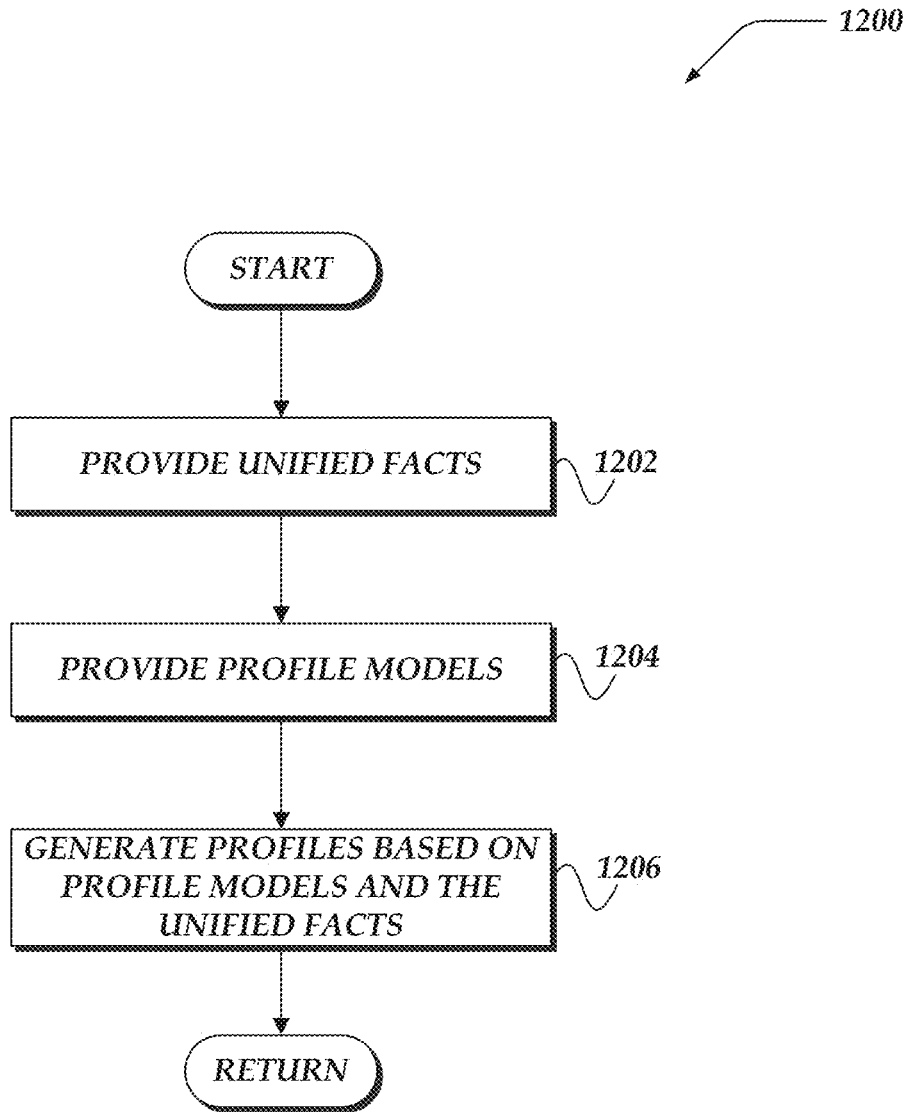 1200
START
PROVIDE UNIFIED FACTS
1202
PROVIDE PROFILE MODELS
1204
GENERATE PROFILES BASED ON
PROFILE MODELS AND THE
UNIFIED FACTS
1206
RETURN